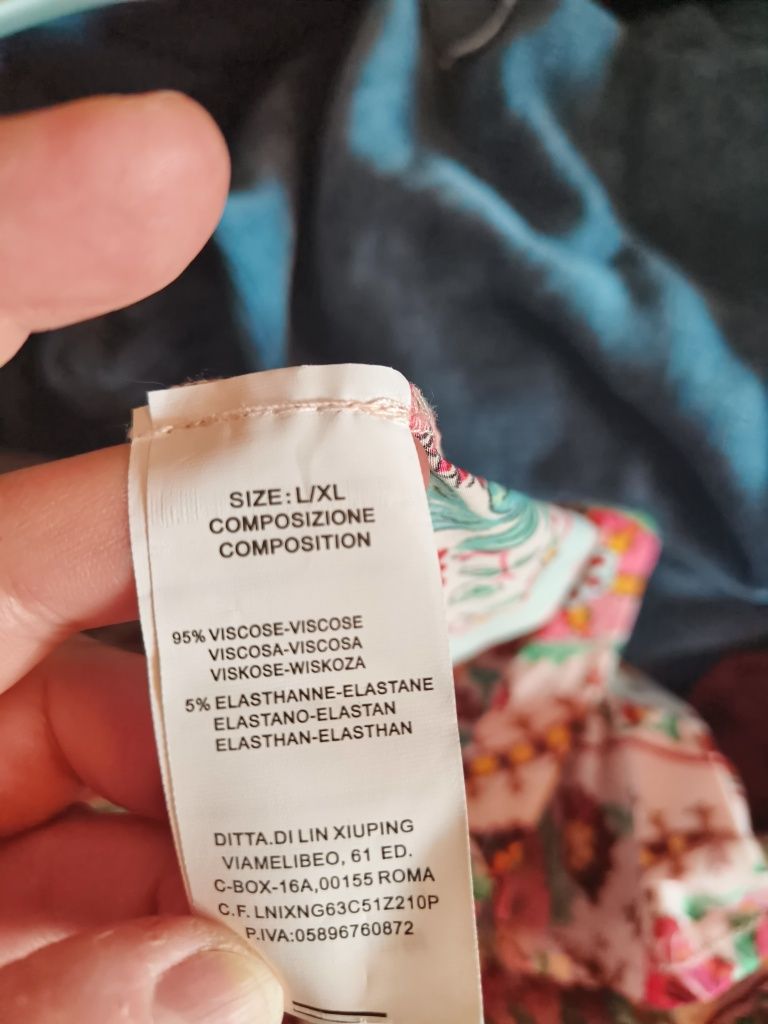 SIZE:L/XL
COMPOSIZIONE
COMPOSITION
95% VISCOSE-VISCOSE
VISCOSA-VISCOSA
VISKOSE-WISKOZA
5% ELASTHANNE-ELASTANE
ELASTANO-ELASTAN
ELASTHAN-ELASTHAN
DITTA.DI LIN XIUPING
VIAMELIBEO, 61 ED.
C-BOX-16A,00155 ROMA
C.F. LNIXNG63C51Z210P
P.IVA:05896760872